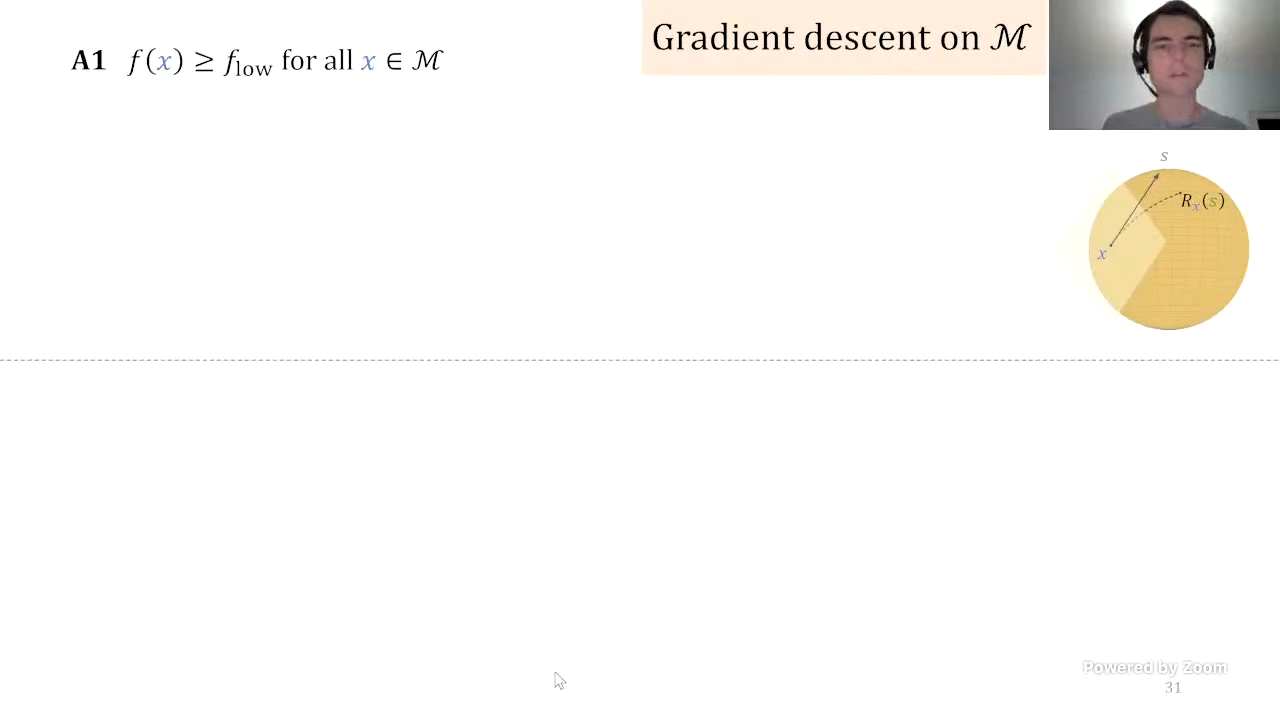 Gradient descent on ℳ
A1 f(x) ≥ f_low for all x ∈ ℳ
s
R_x(s)
x
Powered by Zoom
31